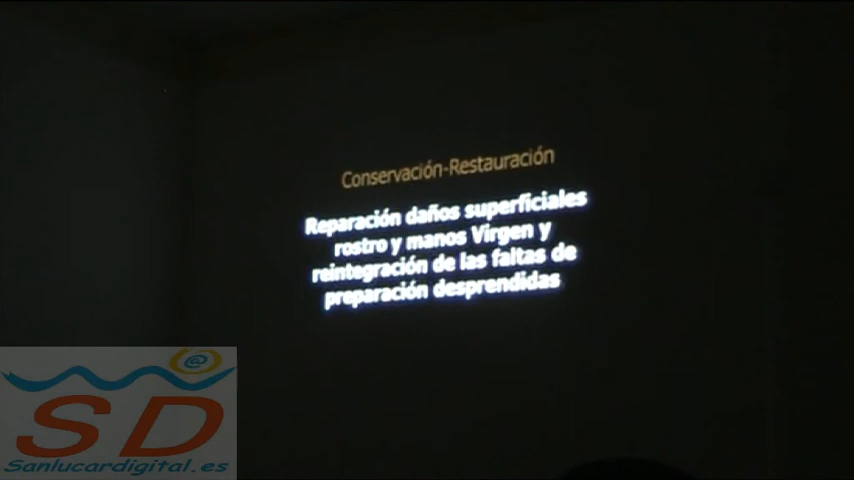 Conservación-Restauración
Reparación daños superficiales
rostro y manos Virgen y
reintegración de las faltas de
preparación desprendidas
@
SD
Sanlucardigital.es